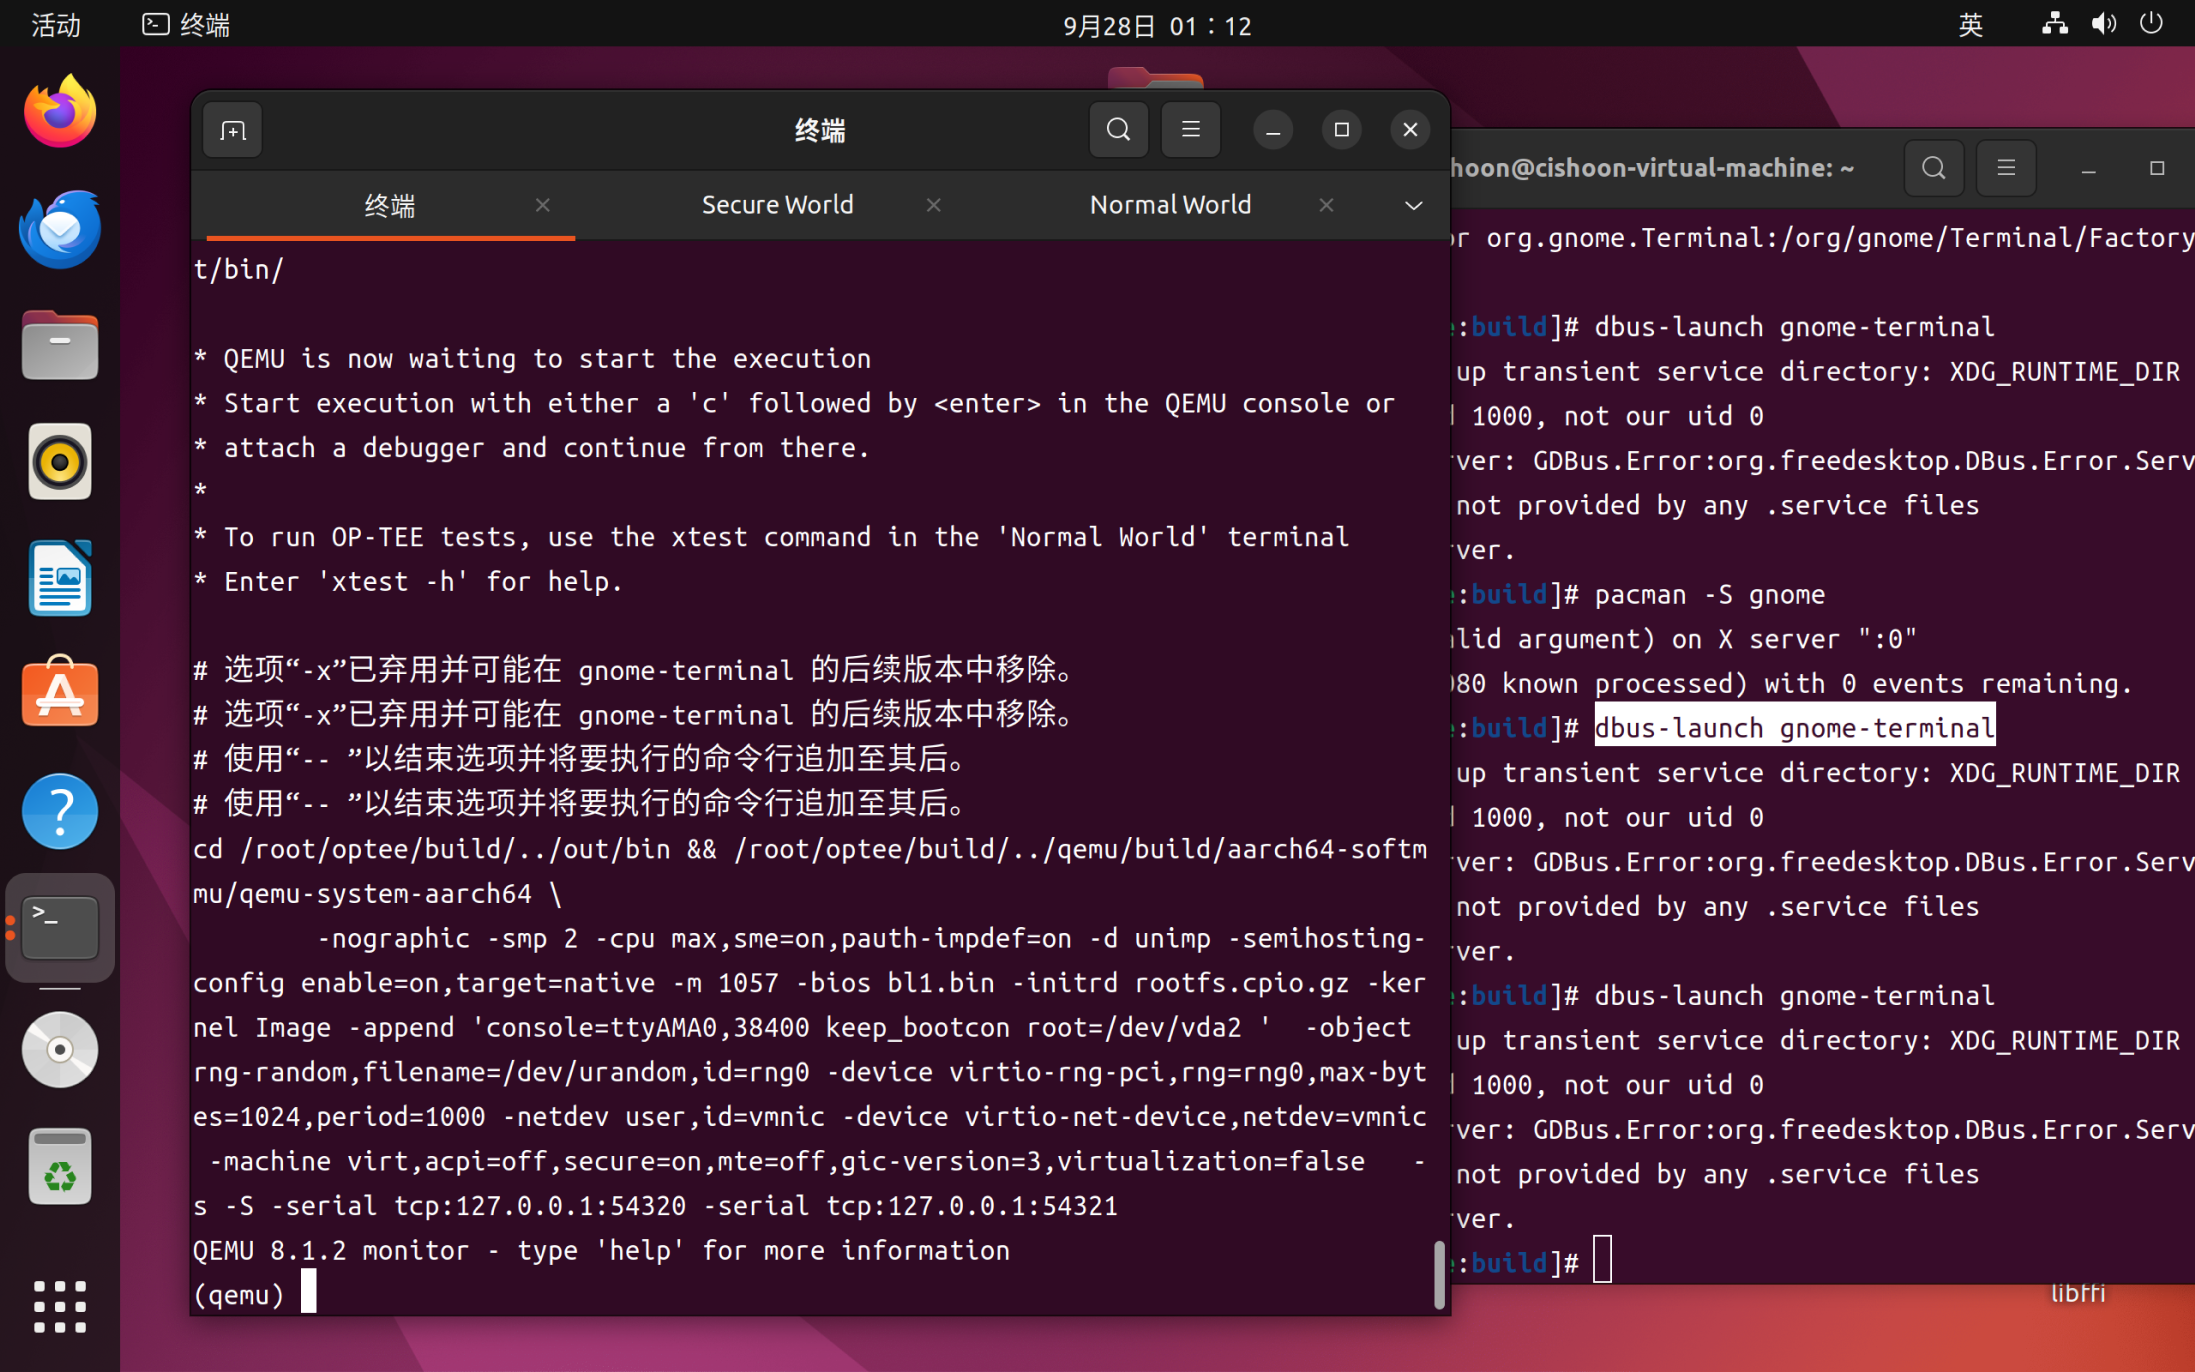 活动
终端
9月28日 01：12
英
终端
终端
Secure World
Normal World
t/bin/
* QEMU is now waiting to start the execution
* Start execution with either a 'c' followed by <enter> in the QEMU console or
* attach a debugger and continue from there.
*
* To run OP-TEE tests, use the xtest command in the 'Normal World' terminal
* Enter 'xtest -h' for help.
# 选项“-x”已弃用并可能在 gnome-terminal 的后续版本中移除。
# 选项“-x”已弃用并可能在 gnome-terminal 的后续版本中移除。
# 使用“-- ”以结束选项并将要执行的命令行追加至其后。
# 使用“-- ”以结束选项并将要执行的命令行追加至其后。
cd /root/optee/build/../out/bin && /root/optee/build/../qemu/build/aarch64-softm
mu/qemu-system-aarch64 \
-nographic -smp 2 -cpu max,sme=on,pauth-impdef=on -d unimp -semihosting-
config enable=on,target=native -m 1057 -bios bl1.bin -initrd rootfs.cpio.gz -ker
nel Image -append 'console=ttyAMA0,38400 keep_bootcon root=/dev/vda2 '  -object
rng-random,filename=/dev/urandom,id=rng0 -device virtio-rng-pci,rng=rng0,max-byt
es=1024,period=1000 -netdev user,id=vmnic -device virtio-net-device,netdev=vmnic
-machine virt,acpi=off,secure=on,mte=off,gic-version=3,virtualization=false   -
s -S -serial tcp:127.0.0.1:54320 -serial tcp:127.0.0.1:54321
QEMU 8.1.2 monitor - type 'help' for more information
(qemu)
hoon@cishoon-virtual-machine: ~
or org.gnome.Terminal:/org/gnome/Terminal/Factory
:build]# dbus-launch gnome-terminal
up transient service directory: XDG_RUNTIME_DIR
1000, not our uid 0
ver: GDBus.Error:org.freedesktop.DBus.Error.Serv
not provided by any .service files
ver.
:build]# pacman -S gnome
alid argument) on X server ":0"
080 known processed) with 0 events remaining.
:build]# dbus-launch gnome-terminal
up transient service directory: XDG_RUNTIME_DIR
1000, not our uid 0
ver: GDBus.Error:org.freedesktop.DBus.Error.Serv
not provided by any .service files
ver.
:build]# dbus-launch gnome-terminal
up transient service directory: XDG_RUNTIME_DIR
1000, not our uid 0
ver: GDBus.Error:org.freedesktop.DBus.Error.Serv
not provided by any .service files
ver.
:build]#
libffi